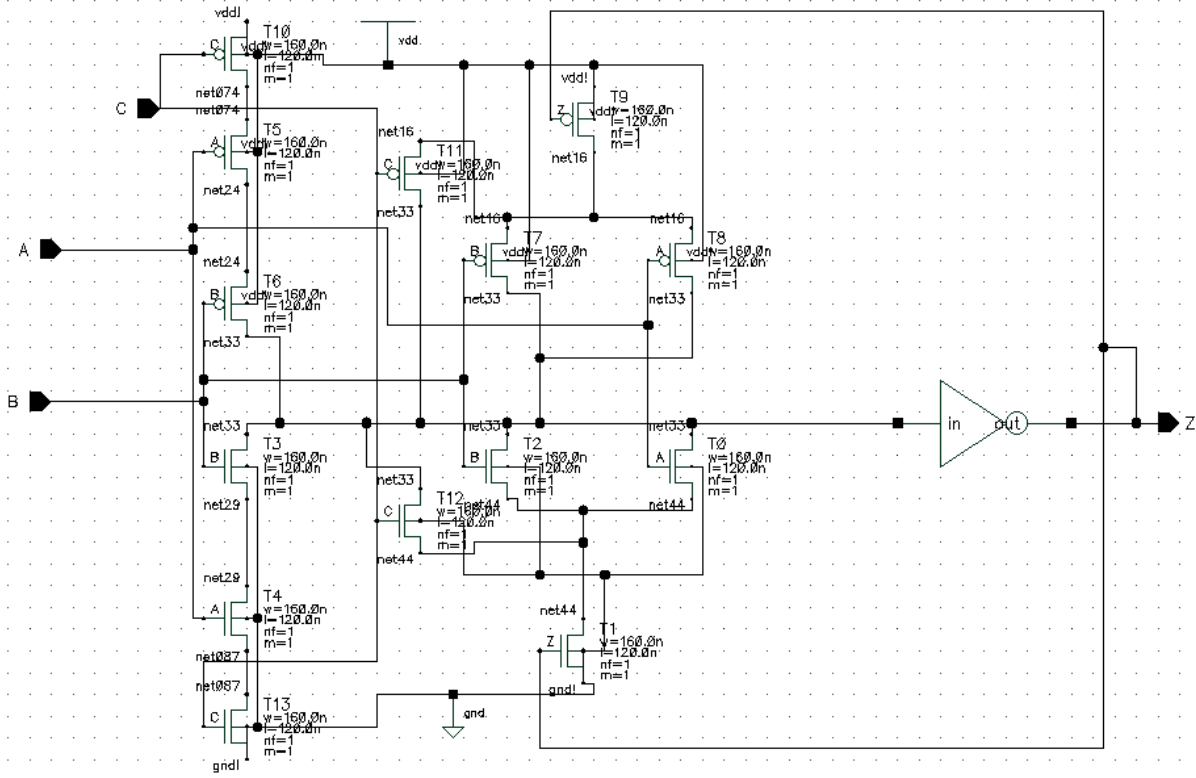 vdd!
T10
C
vdd!
w=160.0n
l=120.0n
nf=1
m=1
net074
vdd
C
net074
T5
A
vdd!
w=160.0n
l=120.0n
nf=1
m=1
net24
net16
T11
C
vdd!
w=160.0n
l=120.0n
nf=1
m=1
net33
vdd!
T9
Z
vdd!
w=160.0n
l=120.0n
nf=1
m=1
net16
A
net24
T6
B
vdd!
w=160.0n
l=120.0n
nf=1
m=1
net33
net16
T7
B
vdd!
w=160.0n
l=120.0n
nf=1
m=1
net33
net16
T8
A
vdd!
w=160.0n
l=120.0n
nf=1
m=1
net33
B
net33
T3
B
w=160.0n
l=120.0n
nf=1
m=1
net29
net33
T12
C
w=160.0n
l=120.0n
nf=1
m=1
net44
net33
T2
B
w=160.0n
l=120.0n
nf=1
m=1
net44
net33
T0
A
w=160.0n
l=120.0n
nf=1
m=1
net44
in
out
Z
net29
T4
A
w=160.0n
l=120.0n
nf=1
m=1
net087
net44
T1
Z
w=160.0n
l=120.0n
nf=1
m=1
gnd!
net087
T13
C
w=160.0n
l=120.0n
nf=1
m=1
gnd!
gnd